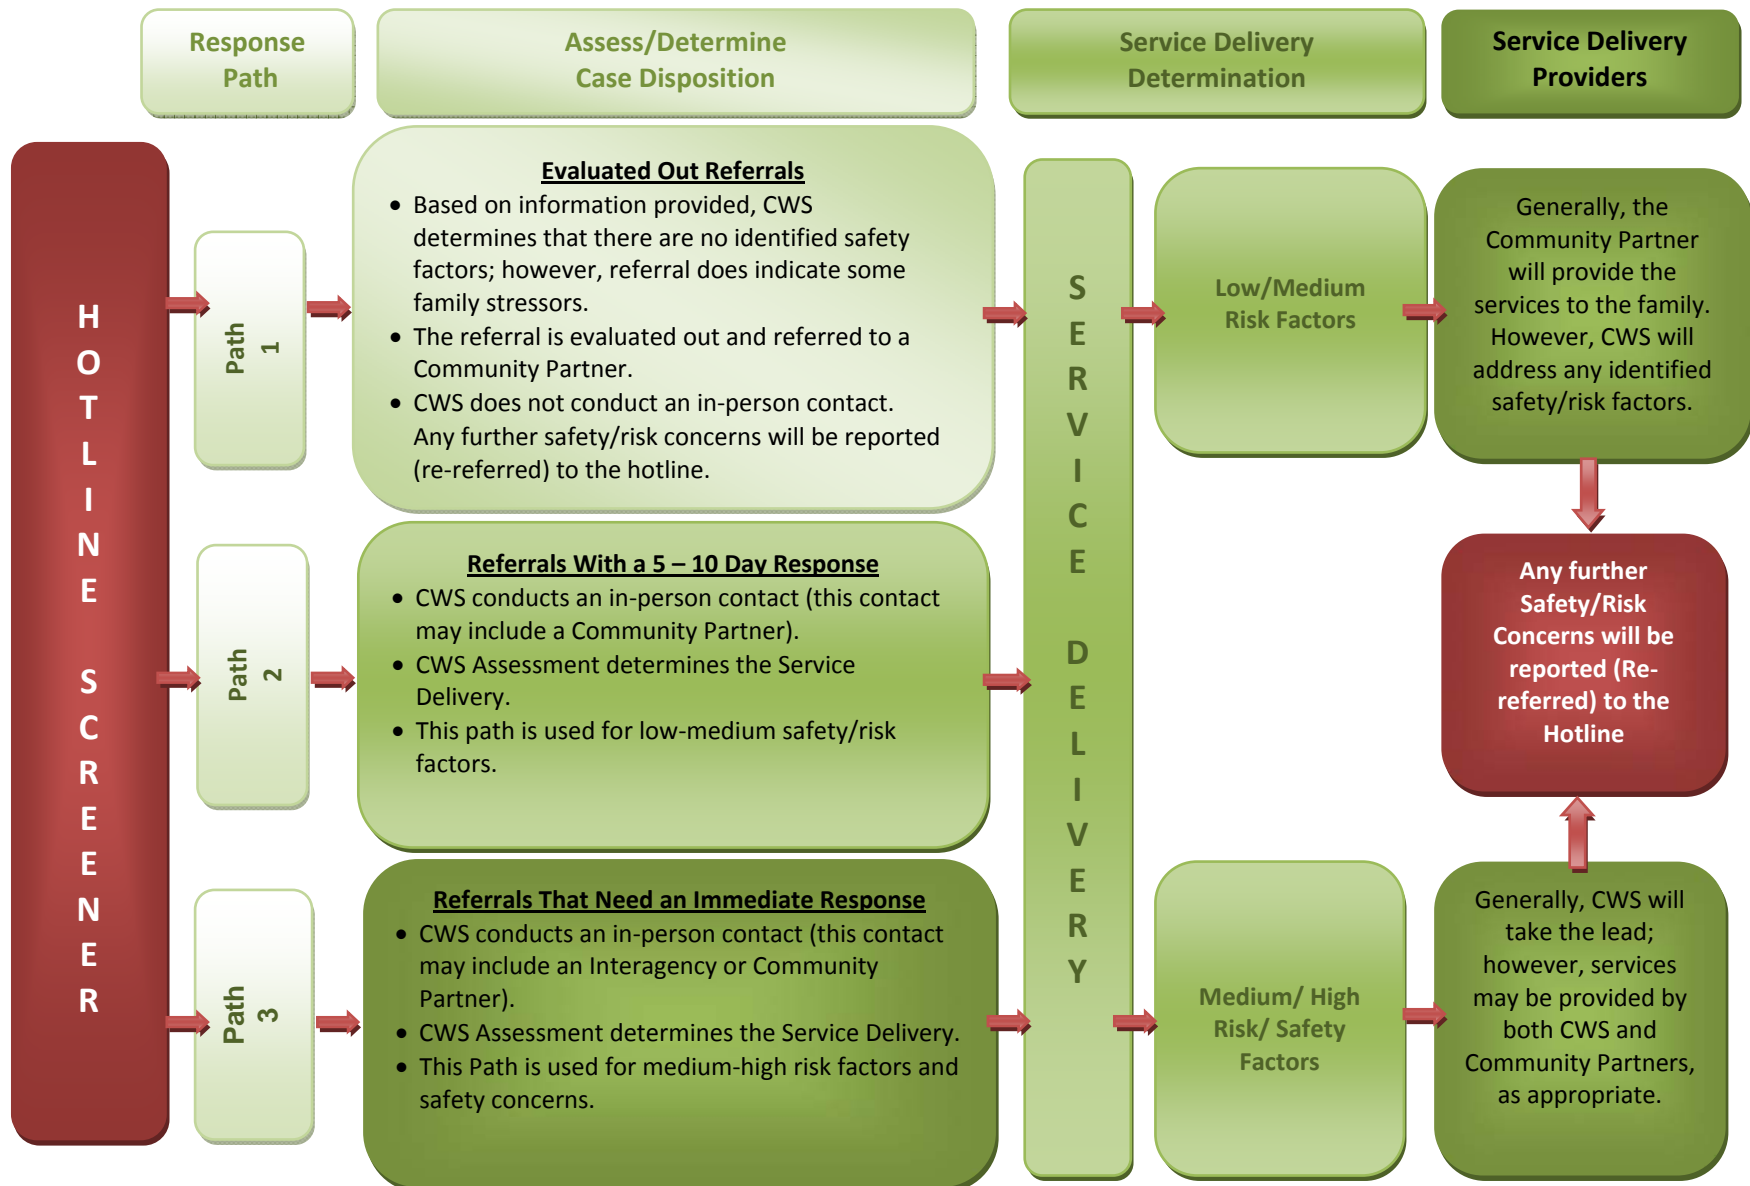 Response
Path
Assess/Determine
Case Disposition
Service Delivery
Determination
Service Delivery
Providers
HOTLINE SCREENER
Path
1
Evaluated Out Referrals
• Based on information provided, CWS
determines that there are no identified safety
factors; however, referral does indicate some
family stressors.
• The referral is evaluated out and referred to a
Community Partner.
• CWS does not conduct an in-person contact.
Any further safety/risk concerns will be reported
(re-referred) to the hotline.
Path
2
Referrals With a 5 – 10 Day Response
• CWS conducts an in-person contact (this contact
may include a Community Partner).
• CWS Assessment determines the Service
Delivery.
• This path is used for low-medium safety/risk
factors.
Path
3
Referrals That Need an Immediate Response
• CWS conducts an in-person contact (this contact
may include an Interagency or Community
Partner).
• CWS Assessment determines the Service Delivery.
• This Path is used for medium-high risk factors and
safety concerns.
SERVICE DELIVERY
Low/Medium
Risk Factors
Generally, the
Community Partner
will provide the
services to the family.
However, CWS will
address any identified
safety/risk factors.
Any further
Safety/Risk
Concerns will be
reported (Re-
referred) to the
Hotline
Medium/ High
Risk/ Safety
Factors
Generally, CWS will
take the lead;
however, services
may be provided by
both CWS and
Community Partners,
as appropriate.